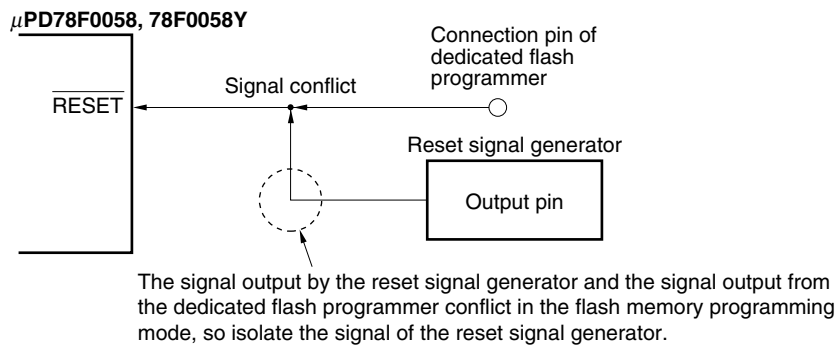 μPD78F0058, 78F0058Y
Connection pin of
dedicated flash
programmer
Signal conflict
RESET
Reset signal generator
Output pin
The signal output by the reset signal generator and the signal output from
the dedicated flash programmer conflict in the flash memory programming
mode, so isolate the signal of the reset signal generator.